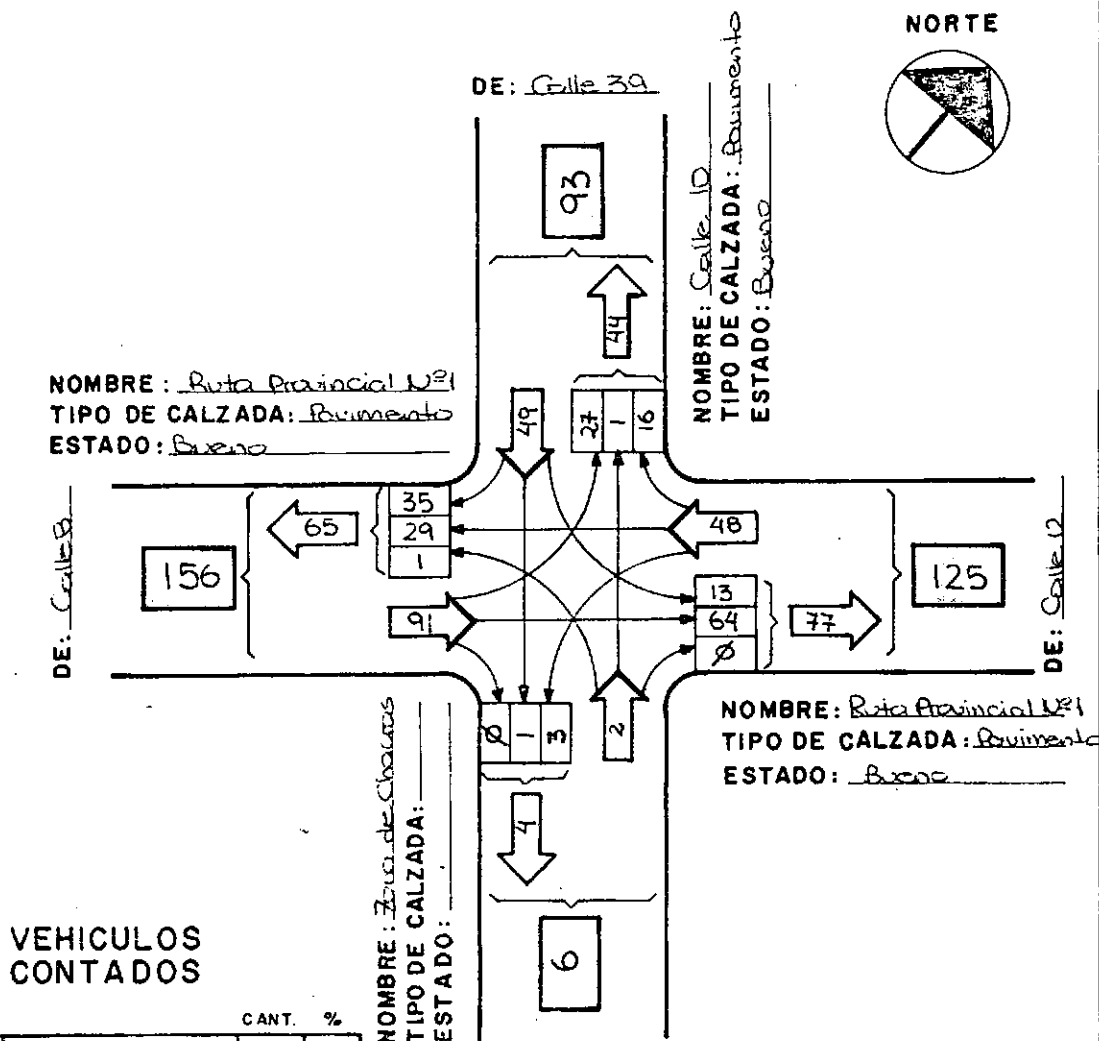 NORTE
DE: Calle 39
93
44
NOMBRE: Calle 10
TIPO DE CALZADA: Pavimento
ESTADO: Bueno
NOMBRE: Ruta Provincial Nº1
TIPO DE CALZADA: Pavimento
ESTADO: Bueno
49
27 1 16
DE: Calle 8
156
65
35
29
1
48
91
13
64
Ø
77
125
DE: Calle 12
Ø 1 3
2
4
6
NOMBRE: Ruta Provincial Nº1
TIPO DE CALZADA: Pavimento
ESTADO: Bueno
NOMBRE: Zona de Chacras
TIPO DE CALZADA:
ESTADO:
VEHICULOS
CONTADOS
CANT. %